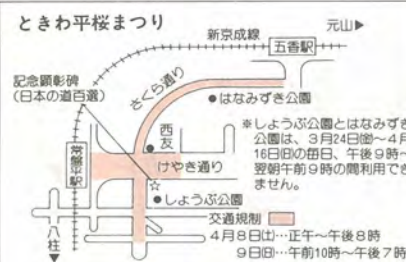 ときわ平桜まつり
元山▶
新京成線
五香駅
記念顕彰碑
(日本の道百選)
さくら通り
●はなみずき公園
西友
●
常盤平駅
けやき通り
☆
●しょうぶ公園
八柱
※しょうぶ公園とはなみずき
公園は、3月24日㈮〜4月
16日㈰の毎日、午後9時〜
翌朝午前9時の間利用でき
ません。
交通規制
4月8日㈯…正午〜午後8時
9日㈰…午前10時〜午後7時